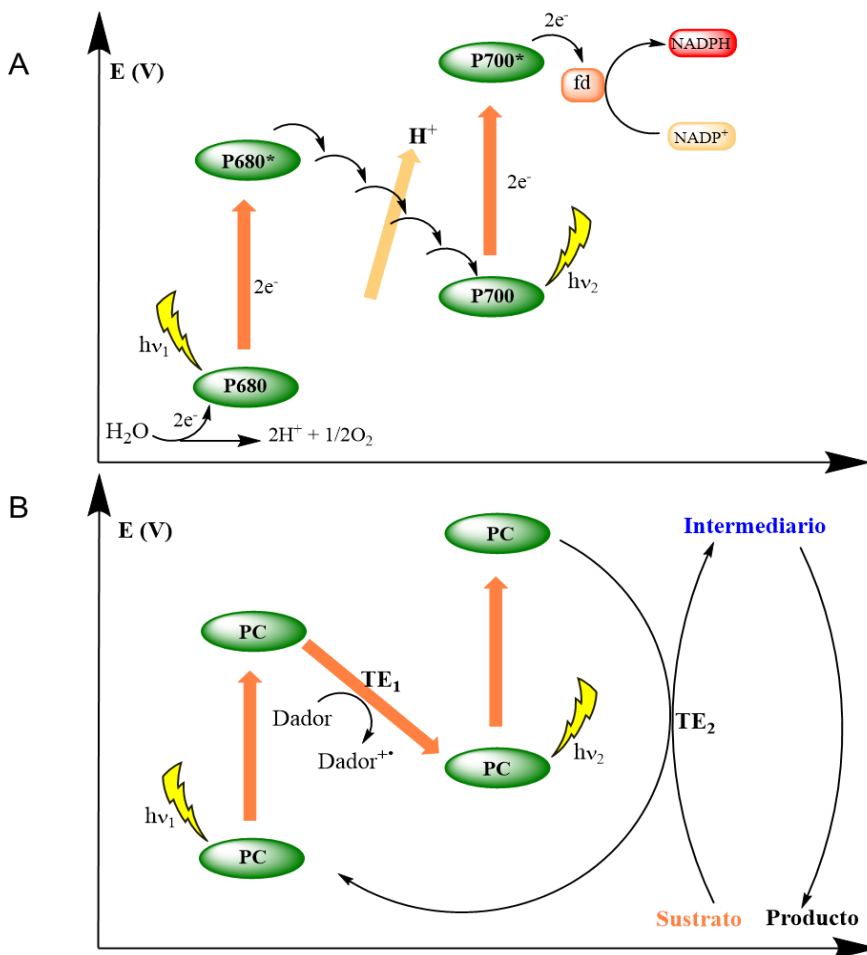 A
E (V)
P680*
H⁺
P700*
2e⁻
fd
NADPH
NADP⁺
2e⁻
2e⁻
P700
hν₂
hν₁
P680
H₂O
2e⁻
2H⁺ + 1/2O₂
B
E (V)
PC
PC
Intermediario
TE₁
Dador
Dador⁺•
PC
hν₂
TE₂
hν₁
PC
Sustrato
Producto